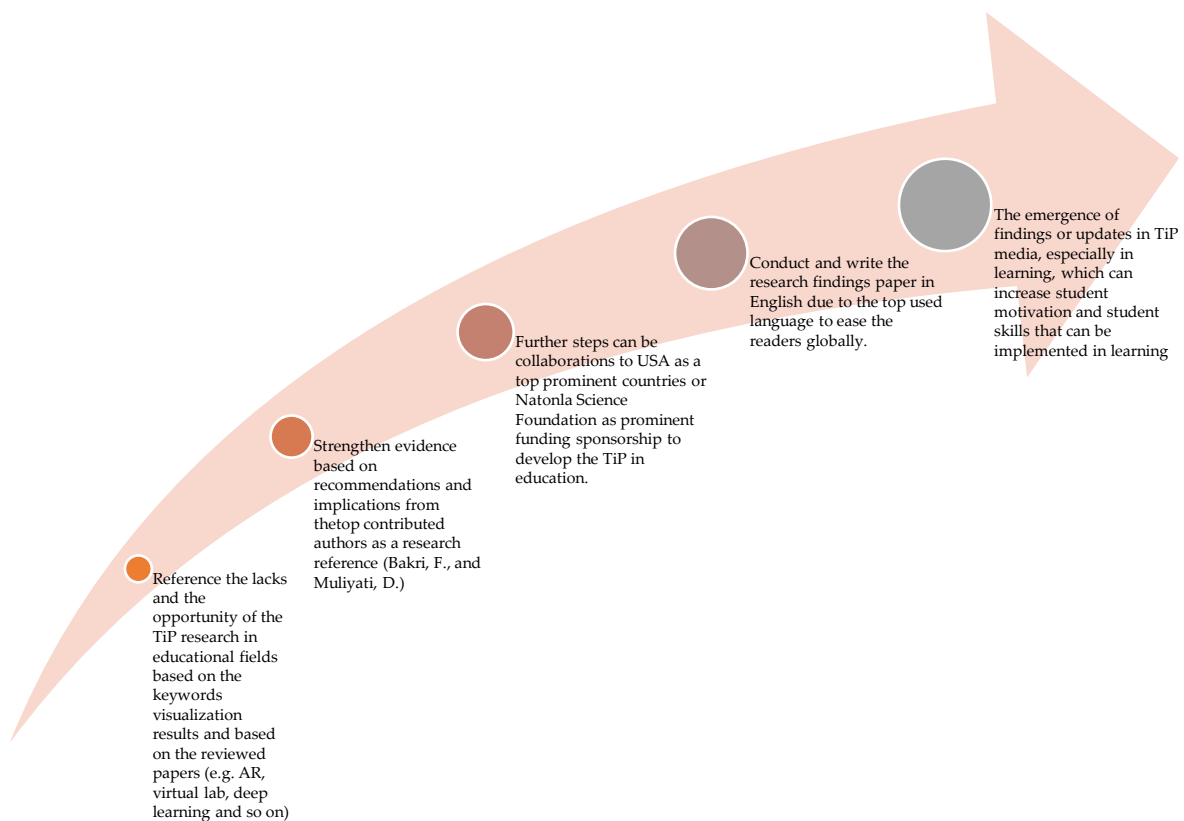 Reference the lacks
and the
opportunity of the
TiP research in
educational fields
based on the
keywords
visualization
results and based
on the reviewed
papers (e.g. AR,
virtual lab, deep
learning and so on)
Strengthen evidence
based on
recommendations and
implications from
thetop contributed
authors as a research
reference (Bakri, F., and
Muliyati, D.)
Further steps can be
collaborations to USA as a
top prominent countries or
Natonla Science
Foundation as prominent
funding sponsorship to
develop the TiP in
education.
Conduct and write the
research findings paper in
English due to the top used
language to ease the
readers globally.
The emergence of
findings or updates in TiP
media, especially in
learning, which can
increase student
motivation and student
skills that can be
implemented in learning